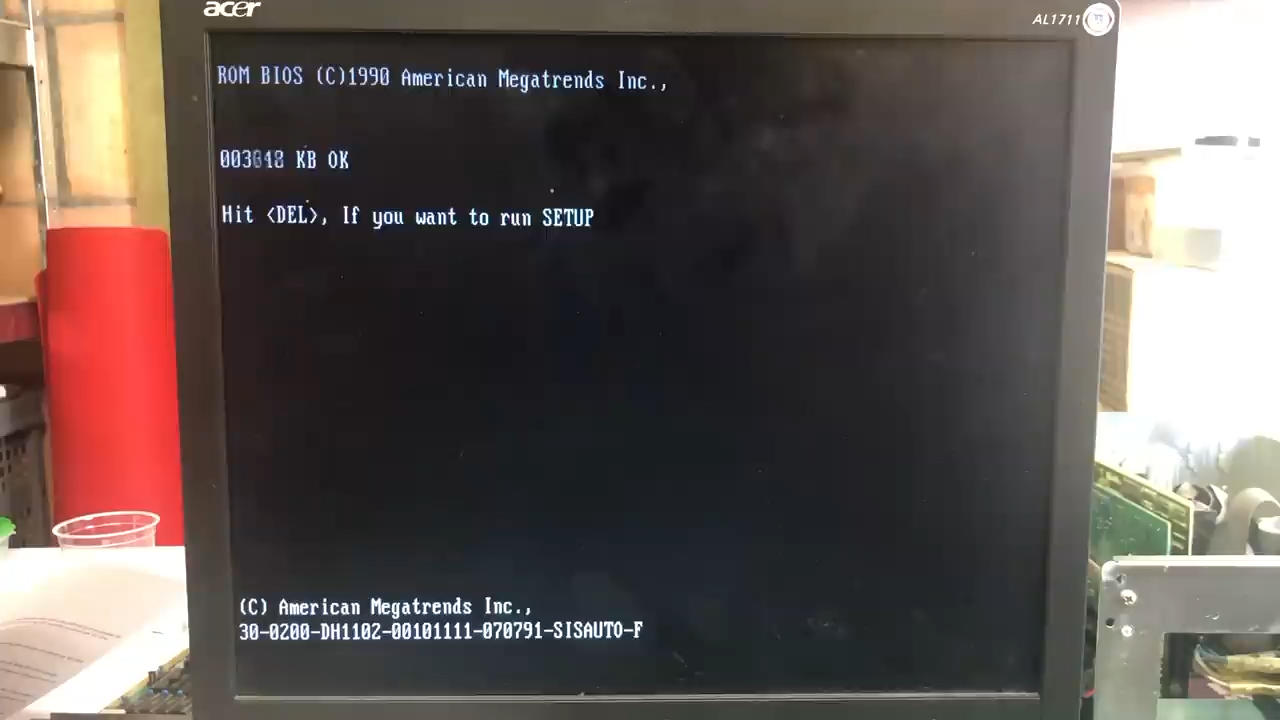 acer
AL1711
ROM BIOS (C)1990 American Megatrends Inc.,
KB OK
Hit <DEL>, If you want to run SETUP
(C) American Megatrends Inc.,
30-0200-DH1102-00101111-070791-SISAUTO-F